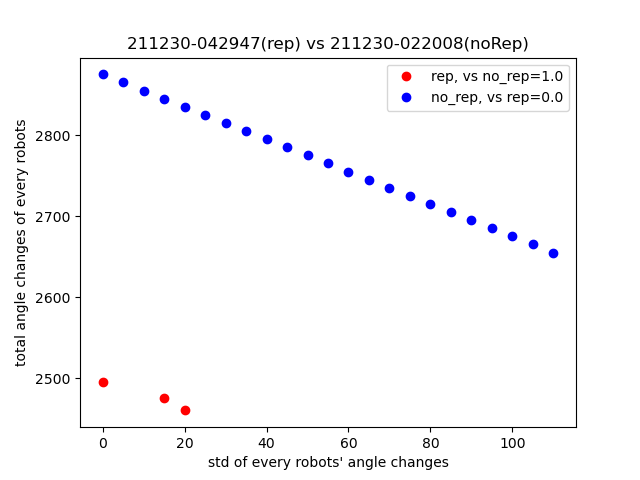 211230-042947(rep) vs 211230-022008(noRep)
rep, vs no_rep=1.0
no_rep, vs rep=0.0
total angle changes of every robots
2800
2700
2600
2500
0 20 40 60 80 100
std of every robots' angle changes